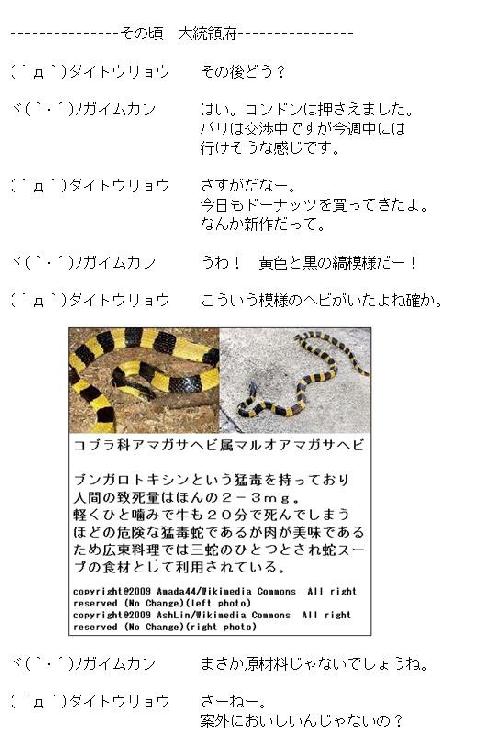 ---------------その頃　大統領府----------------
(´д｀)ダイトウリョウ　その後どう？
ヾ(｀・´)ﾉガイムカン　はい。コンドンは押さえました。
パリは交渉中ですが今週中には
行けそうな感じです。
(´д｀)ダイトウリョウ　さすがだなー。
今日もドーナッツを買ってきたよ。
なんか新作だって。
ヾ(｀・´)ﾉガイムカン　うわ！　黄色と黒の縞模様だー！
(´д｀)ダイトウリョウ　こういう模様のヘビがいたよね確か。
コブラ科アマガサヘビ属マルオアマガサヘビ
ブンガロトキシンという猛毒を持っており
人間の致死量はほんの２－３ｍｇ。
軽くひと噛みで牛も２０分で死んでしまう
ほどの危険な猛毒蛇であるが肉が美味である
ため広東料理では三蛇のひとつとされ蛇スー
プの食材として利用されている。
copyright@2009 Amada44/Wikimedia Commons All right
reserved (No Change)(left photo)
copyright@2009 AshLin/Wikimedia Commons All right
reserved (No Change)(right photo)
ヾ(｀・´)ﾉガイムカン　まさか原材料じゃないでしょうね。
(´д｀)ダイトウリョウ　さーねー。
案外においしいんじゃないの？